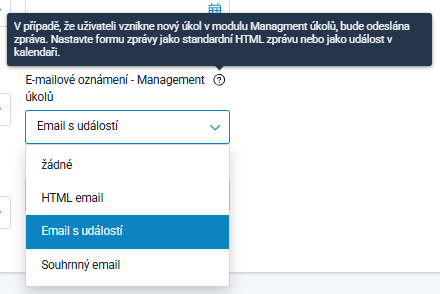 V případě, že uživateli vznikne nový úkol v modulu Managment úkolů, bude odeslána
zpráva. Nastavte formu zprávy jako standardní HTML zprávu nebo jako událost v
kalendáři.
E-mailové oznámení - Management
úkolů
Email s událostí
žádné
HTML email
Email s událostí
Souhrnný email